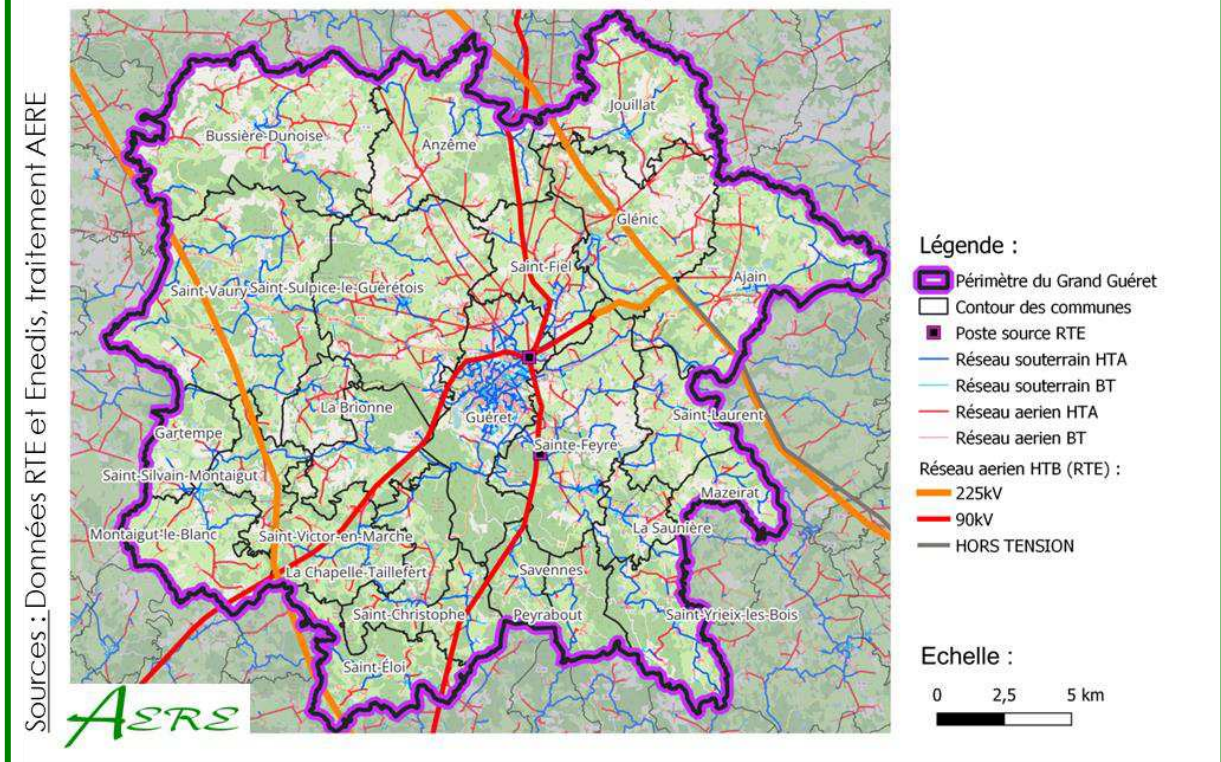 Sources : Données RTE et Enedis, traitement AERE
Jouillat
Bussière-Dunoise
Anzême
Glénic
Saint-Fiel
Ajain
Saint-Vaury
Saint-Sulpice-le-Guérétois
La Brionne
Guéret
Saint-Laurent
Gartempe
Sainte-Feyre
Saint-Silvain-Montaigut
Mazeirat
La Saunière
Montaigut-le-Blanc
Saint-Victor-en-Marche
La Chapelle-Taillefert
Savennes
Saint-Christophe
Peyrabout
Saint-Yrieix-les-Bois
Saint-Éloi
AERE
Légende :
Périmètre du Grand Guéret
Contour des communes
Poste source RTE
Réseau souterrain HTA
Réseau souterrain BT
Réseau aerien HTA
Réseau aerien BT
Réseau aerien HTB (RTE) :
225kV
90kV
HORS TENSION
Echelle :
0 2,5 5 km